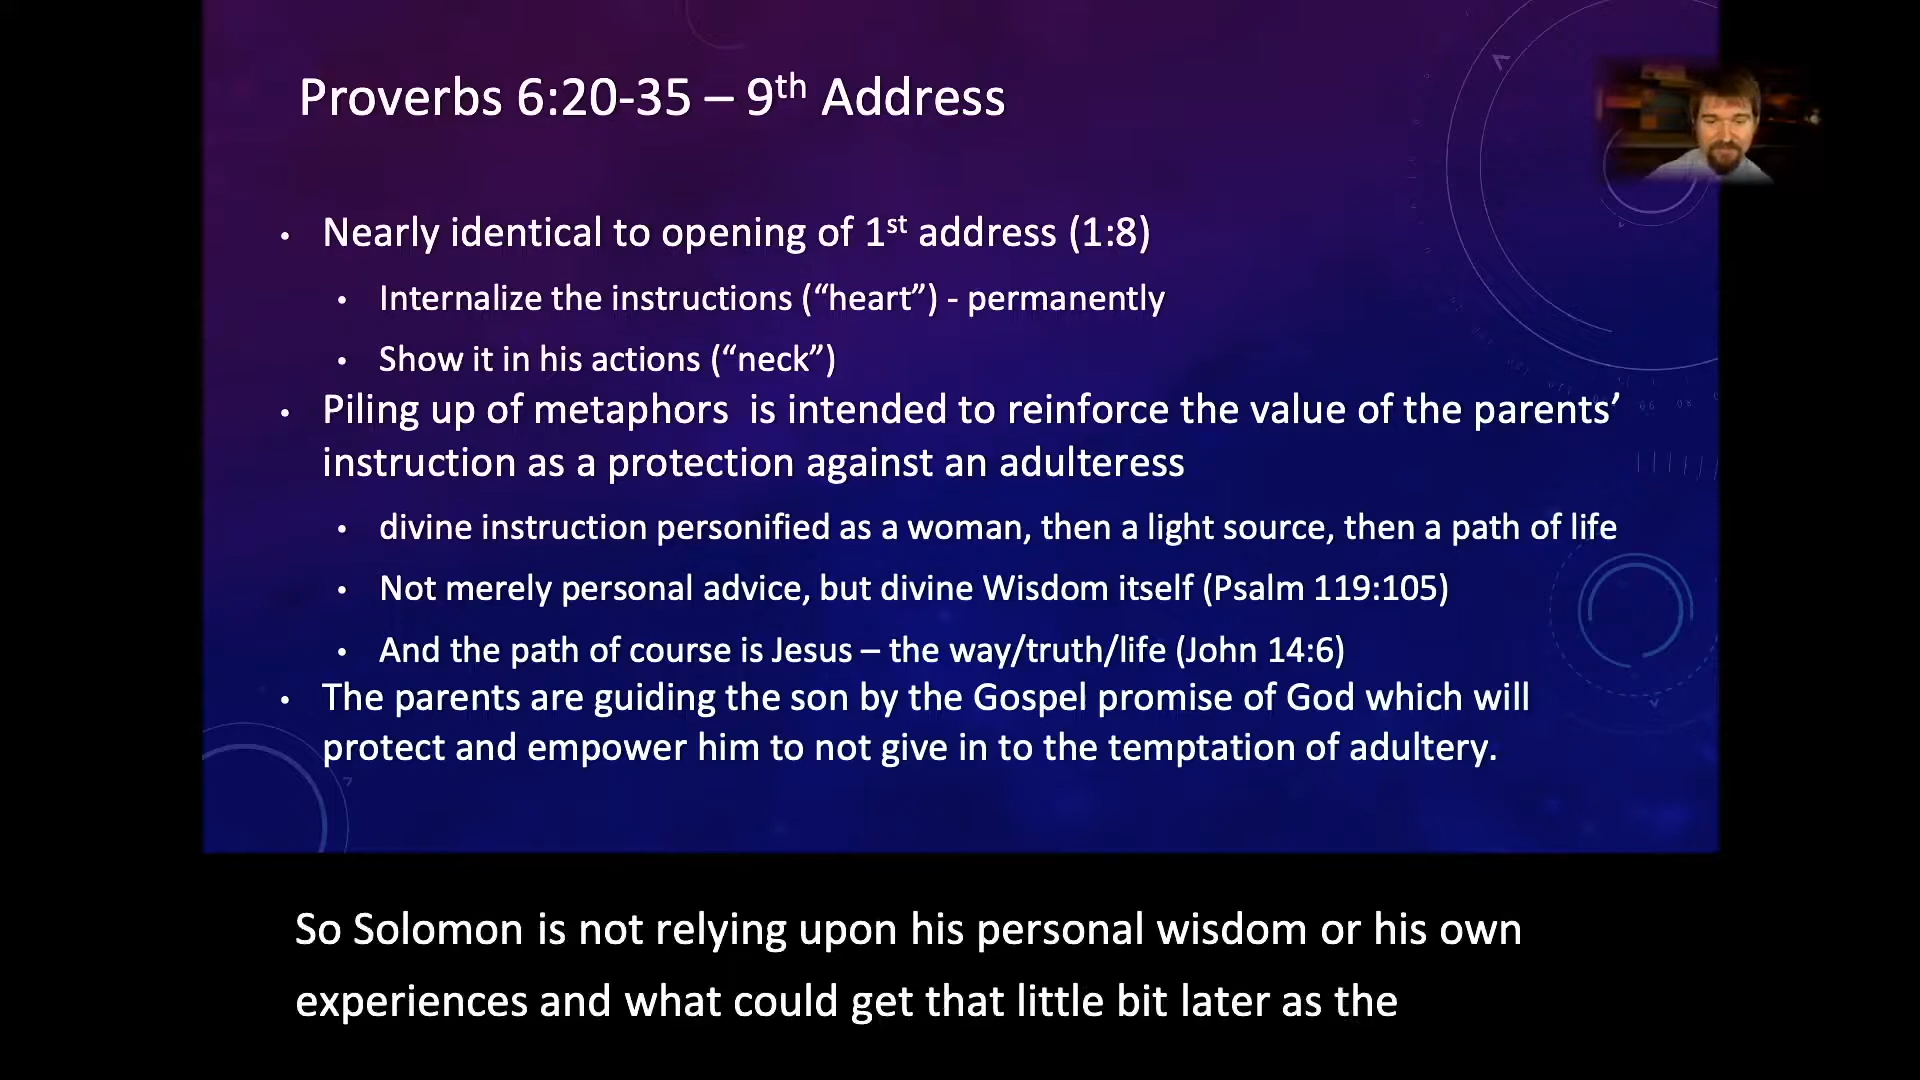 Proverbs 6:20-35 – 9th Address
• Nearly identical to opening of 1st address (1:8)
• Internalize the instructions (“heart”) - permanently
• Show it in his actions (“neck”)
• Piling up of metaphors  is intended to reinforce the value of the parents’
instruction as a protection against an adulteress
• divine instruction personified as a woman, then a light source, then a path of life
• Not merely personal advice, but divine Wisdom itself (Psalm 119:105)
• And the path of course is Jesus – the way/truth/life (John 14:6)
• The parents are guiding the son by the Gospel promise of God which will
protect and empower him to not give in to the temptation of adultery.
So Solomon is not relying upon his personal wisdom or his own
experiences and what could get that little bit later as the